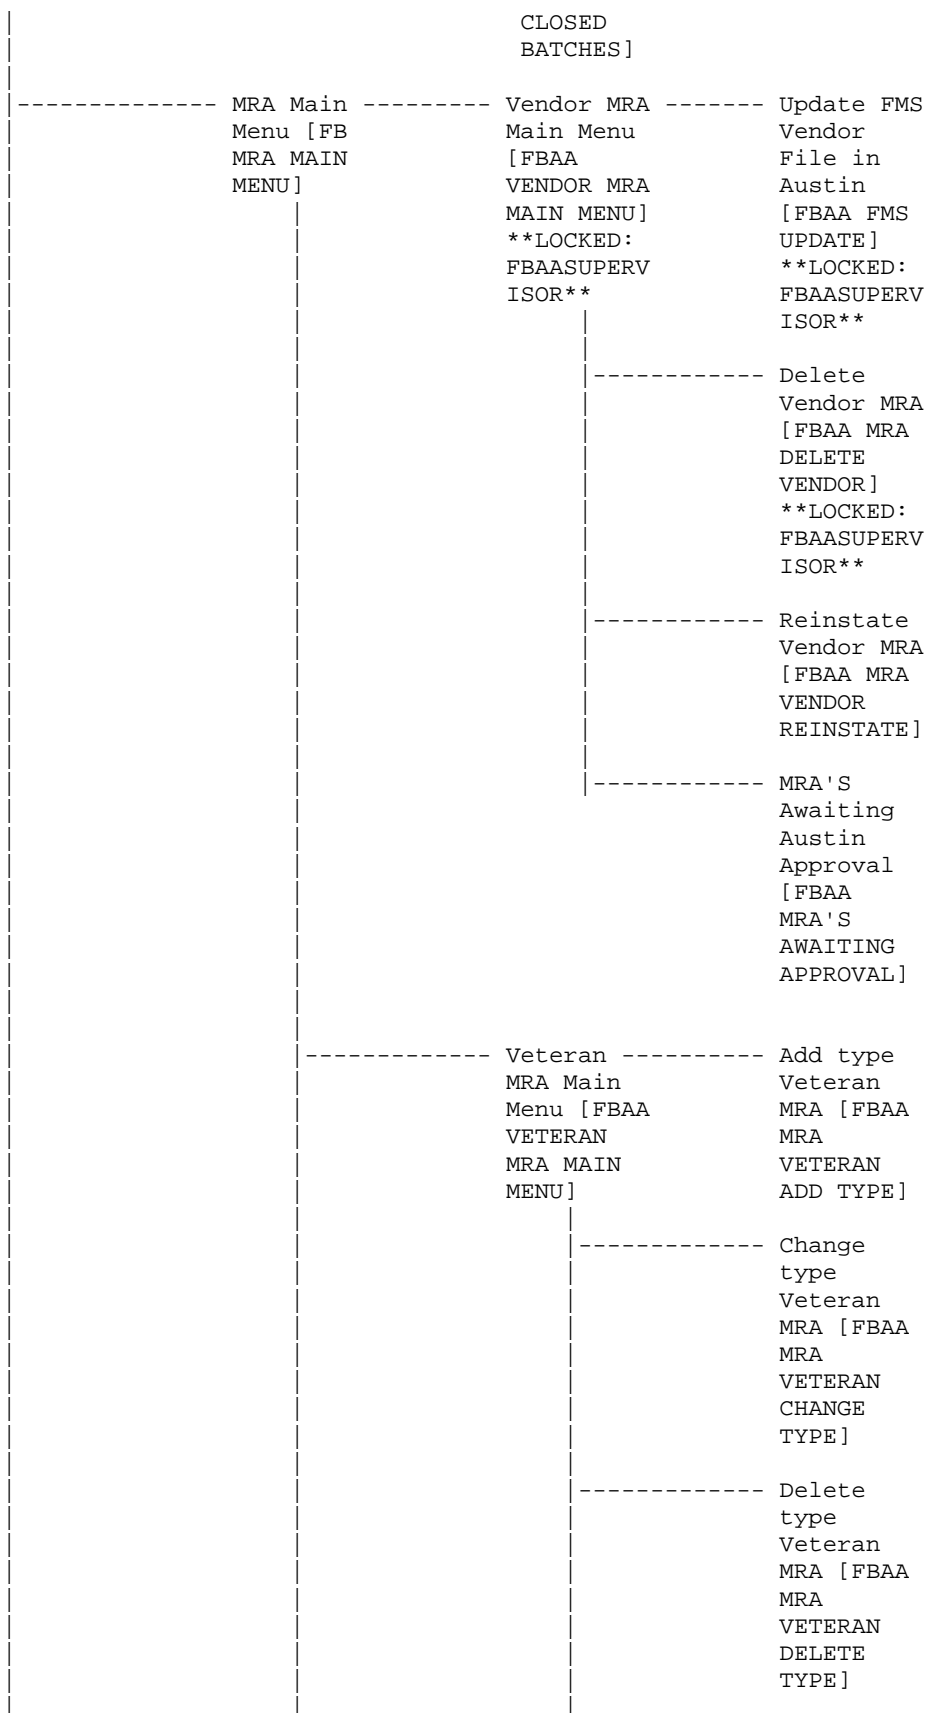 |                                    CLOSED
|                                    BATCHES]
|
|-------------- MRA Main --------- Vendor MRA ------- Update FMS
|               Menu [FB           Main Menu          Vendor
|               MRA MAIN           [FBAA              File in
|               MENU]              VENDOR MRA         Austin
|                    |             MAIN MENU]         [FBAA FMS
|                    |             **LOCKED:          UPDATE]
|                    |             FBAASUPERV         **LOCKED:
|                    |             ISOR**             FBAASUPERV
|                    |                   |            ISOR**
|                    |                   |
|                    |                   |------------ Delete
|                    |                   |             Vendor MRA
|                    |                   |             [FBAA MRA
|                    |                   |             DELETE
|                    |                   |             VENDOR]
|                    |                   |             **LOCKED:
|                    |                   |             FBAASUPERV
|                    |                   |             ISOR**
|                    |                   |
|                    |                   |------------ Reinstate
|                    |                   |             Vendor MRA
|                    |                   |             [FBAA MRA
|                    |                   |             VENDOR
|                    |                   |             REINSTATE]
|                    |                   |
|                    |                   |------------ MRA'S
|                    |                                 Awaiting
|                    |                                 Austin
|                    |                                 Approval
|                    |                                 [FBAA
|                    |                                 MRA'S
|                    |                                 AWAITING
|                    |                                 APPROVAL]
|                    |
|                    |
|                    |------------- Veteran ---------- Add type
|                    |              MRA Main           Veteran
|                    |              Menu [FBAA         MRA [FBAA
|                    |              VETERAN            MRA
|                    |              MRA MAIN           VETERAN
|                    |              MENU]              ADD TYPE]
|                    |                  |
|                    |                  |------------- Change
|                    |                  |              type
|                    |                  |              Veteran
|                    |                  |              MRA [FBAA
|                    |                  |              MRA
|                    |                  |              VETERAN
|                    |                  |              CHANGE
|                    |                  |              TYPE]
|                    |                  |
|                    |                  |------------- Delete
|                    |                  |              type
|                    |                  |              Veteran
|                    |                  |              MRA [FBAA
|                    |                  |              MRA
|                    |                  |              VETERAN
|                    |                  |              DELETE
|                    |                  |              TYPE]
|                    |                  |